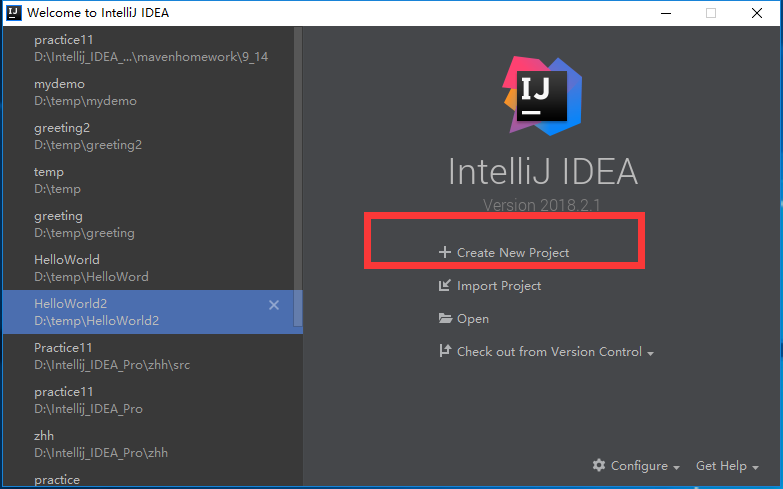 Welcome to IntelliJ IDEA
practice11
D:\Intellij_IDEA_...\mavenhomework\9_14
mydemo
D:\temp\mydemo
greeting2
D:\temp\greeting2
temp
D:\temp
greeting
D:\temp\greeting
HelloWorld
D:\temp\HelloWord
HelloWorld2
D:\temp\HelloWorld2
Practice11
D:\Intellij_IDEA_Pro\zhh\src
practice11
D:\Intellij_IDEA_Pro
zhh
D:\Intellij_IDEA_Pro\zhh
practice
IJ
IntelliJ IDEA
Version 2018.2.1
Create New Project
Import Project
Open
Check out from Version Control
Configure
Get Help